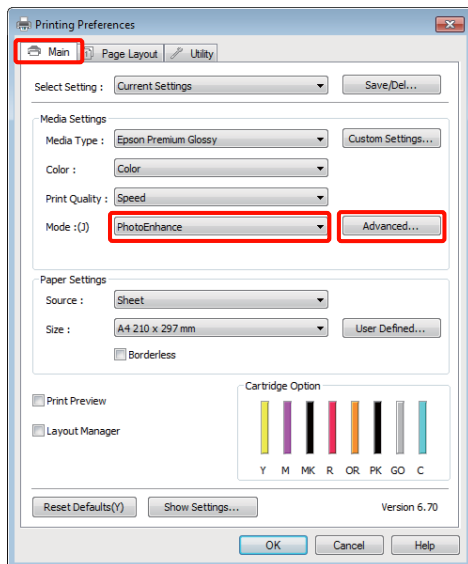 Printing Preferences
Main Page Layout Utility
Select Setting : Current Settings Save/Del...
Media Settings
Media Type : Epson Premium Glossy Custom Settings...
Color : Color
Print Quality : Speed
Mode :(J) PhotoEnhance Advanced...
Paper Settings
Source : Sheet
Size : A4 210 x 297 mm User Defined...
Borderless
Cartridge Option
Print Preview
Layout Manager
Y M MK R OR PK GO C
Reset Defaults(Y) Show Settings... Version 6.70
OK Cancel Help